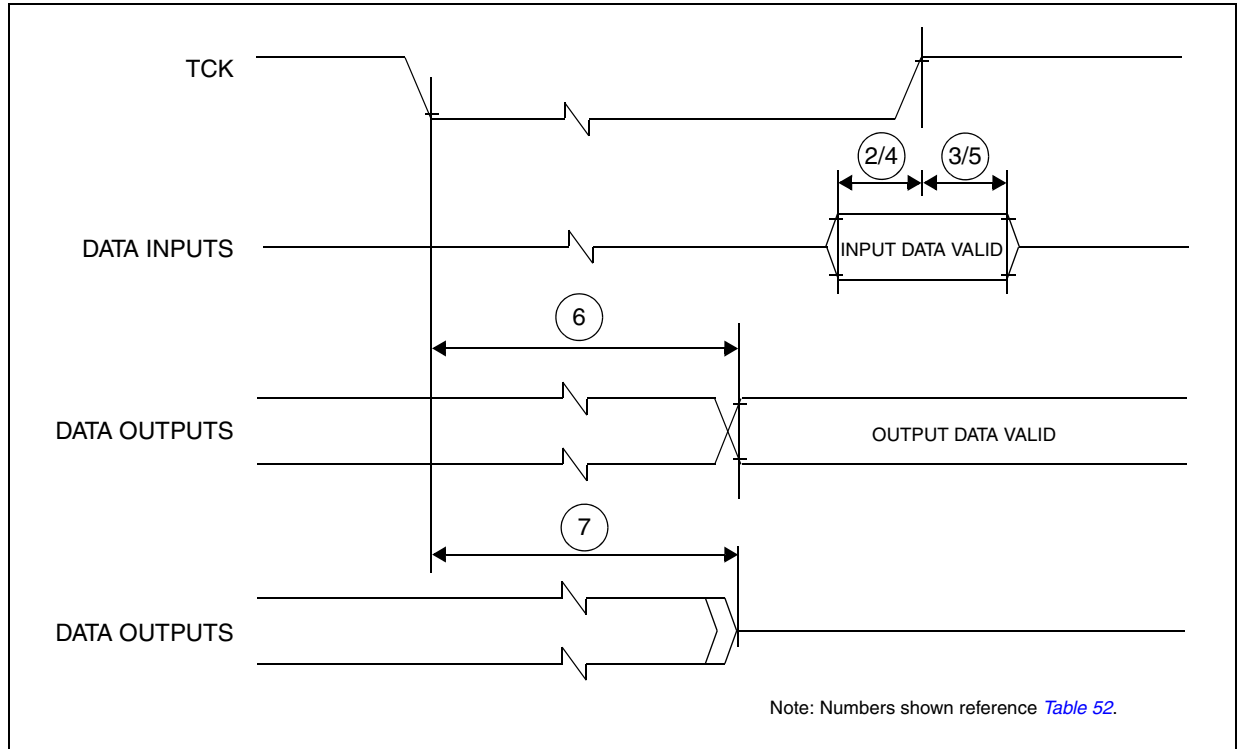 TCK
2/4
3/5
DATA INPUTS
INPUT DATA VALID
6
DATA OUTPUTS
OUTPUT DATA VALID
7
DATA OUTPUTS
Note: Numbers shown reference Table 52.